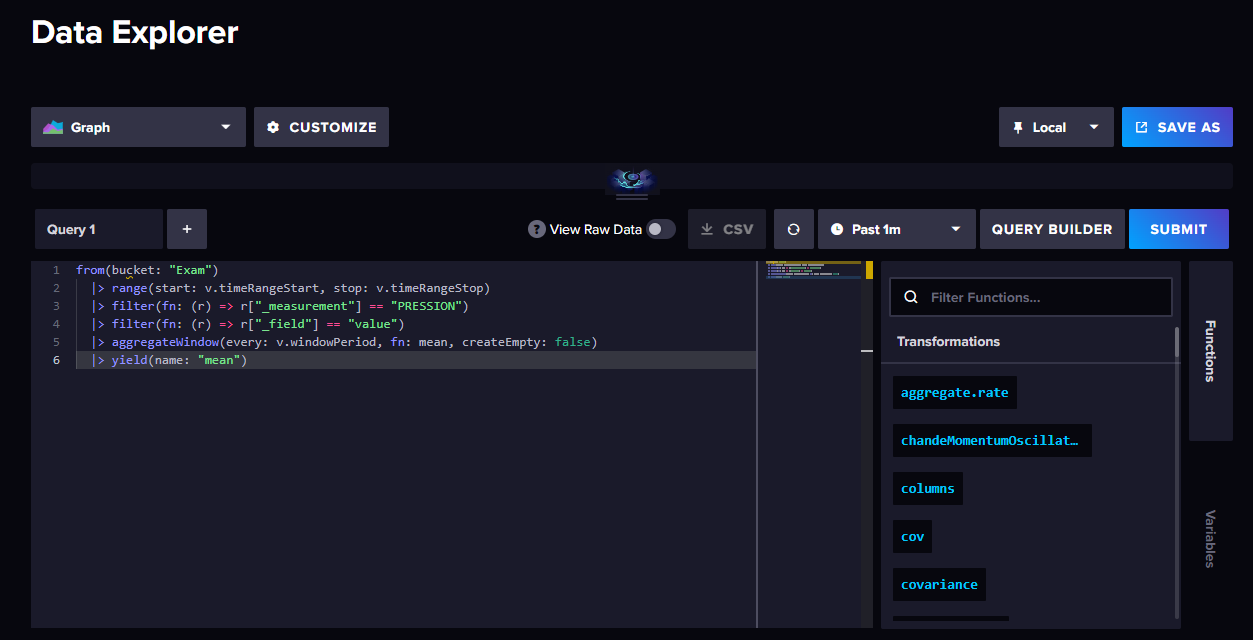 Data Explorer
Graph
CUSTOMIZE
Local
SAVE AS
Query 1
+
? View Raw Data
CSV
Past 1m
QUERY BUILDER
SUBMIT
1 from(bucket: "Exam")
2 |> range(start: v.timeRangeStart, stop: v.timeRangeStop)
3 |> filter(fn: (r) => r["_measurement"] == "PRESSION")
4 |> filter(fn: (r) => r["_field"] == "value")
5 |> aggregateWindow(every: v.windowPeriod, fn: mean, createEmpty: false)
6 |> yield(name: "mean")
Filter Functions...
Transformations
aggregate.rate
chandeMomentumOscillat…
columns
cov
covariance
Functions
Variables